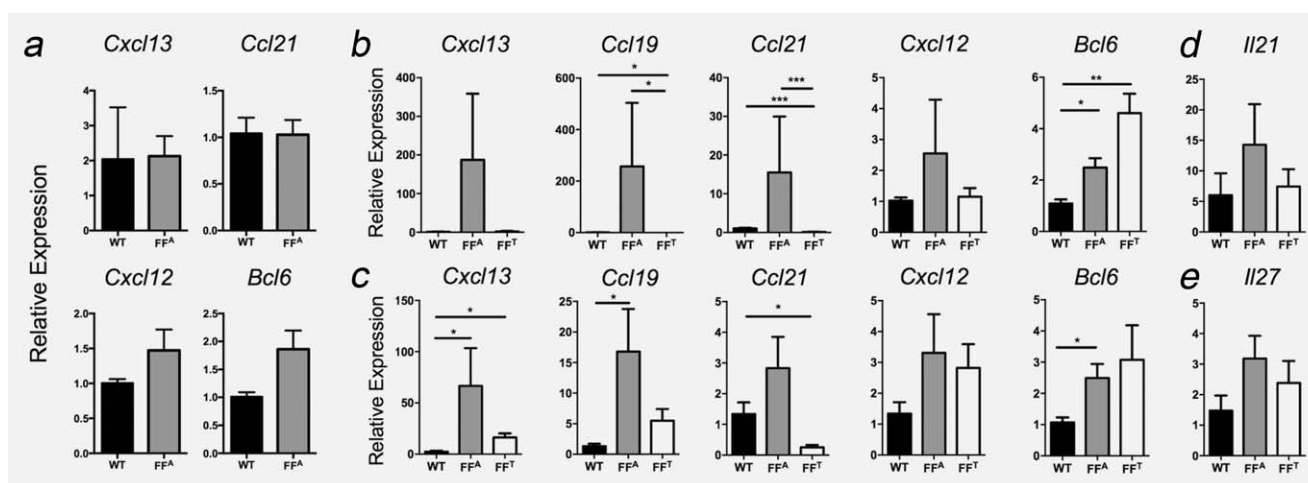 a
Cxcl13
Ccl21
b
Cxcl13
Ccl19
Ccl21
Cxcl12
Bcl6
d
Il21
Relative Expression
4
3
2
1
0
WT FFᴬ
1.5
1.0
0.5
0.0
WT FFᴬ
Cxcl12
Bcl6
2.0
1.5
1.0
0.5
0.0
WT FFᴬ
2.5
2.0
1.5
1.0
0.5
0.0
WT FFᴬ
Relative Expression
400
300
200
100
0
WT FFᴬ FFᵀ
600
400
200
0
*
*
WT FFᴬ FFᵀ
40
30
20
10
0
***
***
WT FFᴬ FFᵀ
5
4
3
2
1
0
WT FFᴬ FFᵀ
6
4
2
0
**
*
WT FFᴬ FFᵀ
25
20
15
10
5
0
WT FFᴬ FFᵀ
c
Cxcl13
Ccl19
Ccl21
Cxcl12
Bcl6
e
Il27
Relative Expression
150
100
50
0
*
*
WT FFᴬ FFᵀ
25
20
15
10
5
0
*
WT FFᴬ FFᵀ
5
4
3
2
1
0
*
WT FFᴬ FFᵀ
5
4
3
2
1
0
WT FFᴬ FFᵀ
5
4
3
2
1
0
*
WT FFᴬ FFᵀ
5
4
3
2
1
0
WT FFᴬ FFᵀ